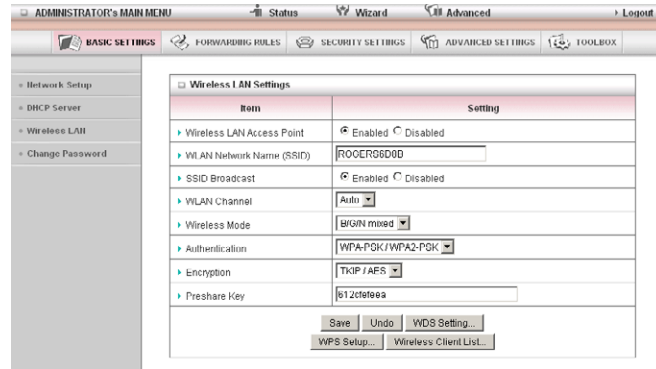 ADMINISTRATOR's MAIN MENU Status Wizard Advanced Logout
BASIC SETTINGS FORWARDING RULES SECURITY SETTINGS ADVANCED SETTINGS TOOLBOX
Network Setup
DHCP Server
Wireless LAN
Change Password
Wireless LAN Settings
Item Setting
Wireless LAN Access Point Enabled Disabled
WLAN Network Name (SSID)
SSID Broadcast Enabled Disabled
WLAN Channel Auto
Wireless Mode B/G/N mixed
Authentication WPA-PSK/WPA2-PSK
Encryption TKIP / AES
Preshare Key
Save Undo WDS Setting...
WPS Setup... Wireless Client List...